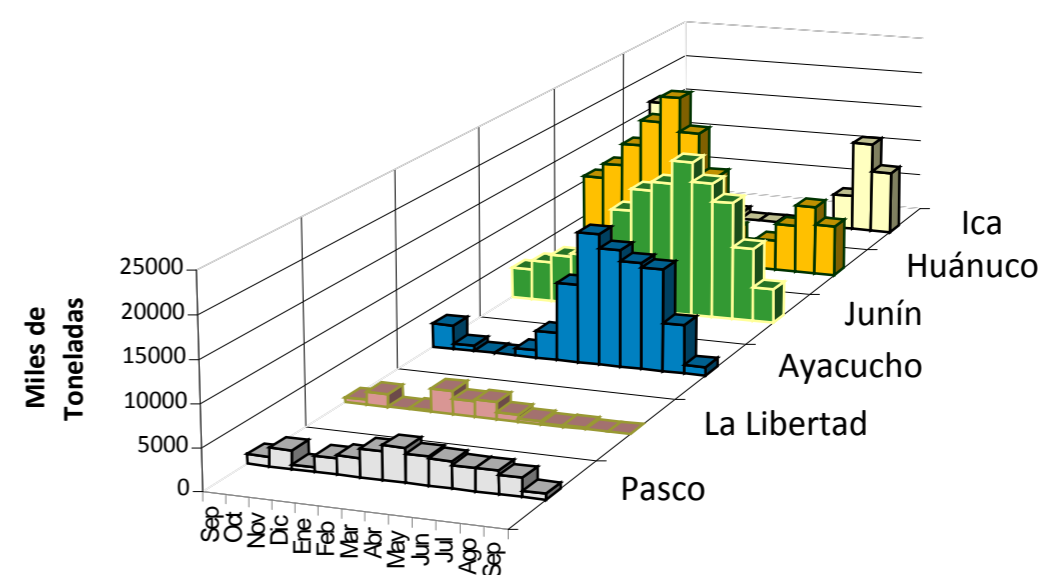 Miles de
Toneladas
25000
20000
15000
10000
5000
0
Sep
Oct
Nov
Dic
Ene
Feb
Mar
Abr
May
Jun
Jul
Ago
Sep
Ica
Huánuco
Junín
Ayacucho
La Libertad
Pasco